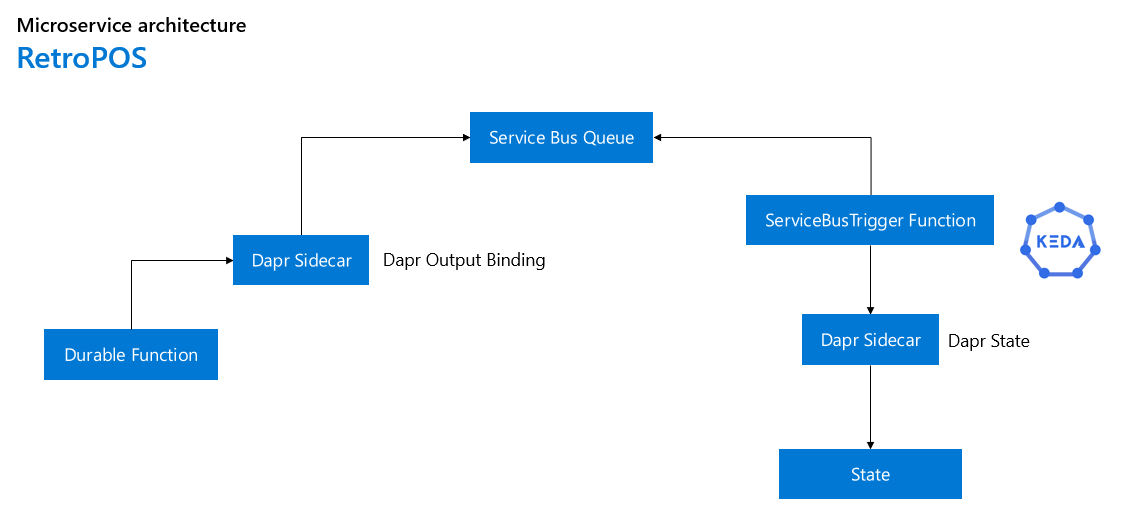 Microservice architecture
RetroPOS
Service Bus Queue
ServiceBusTrigger Function
KEDA
Dapr Sidecar
Dapr Output Binding
Durable Function
Dapr Sidecar
Dapr State
State